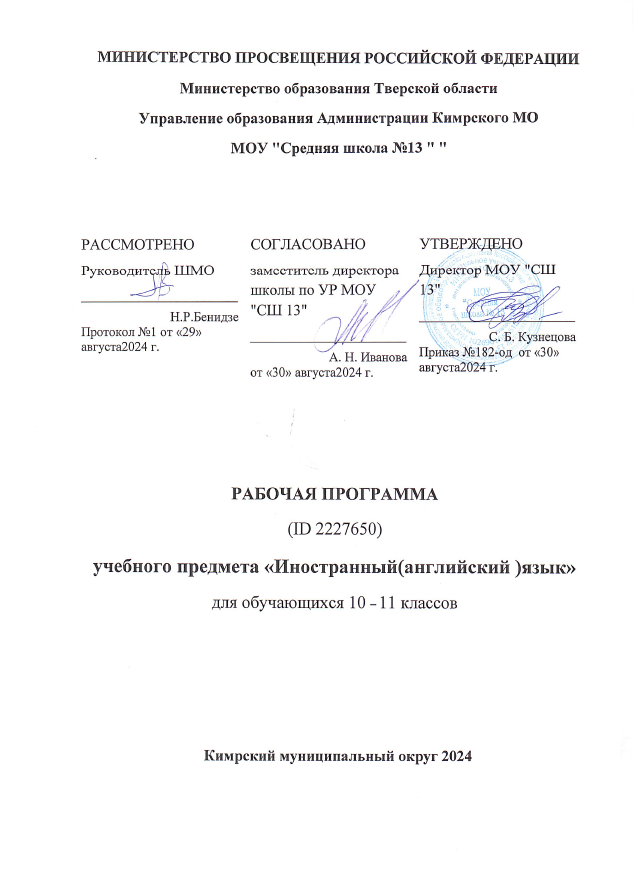 МИНИСТЕРСТВО ПРОСВЕЩЕНИЯ РОССИЙСКОЙ ФЕДЕРАЦИИ
Министерство образования Тверской области
Управление образования Администрации Кимрского МО
МОУ "Средняя школа №13 " "
РАССМОТРЕНО
Руководитель ШМО
Н.Р.Бенидзе
Протокол №1 от «29»
августа2024 г.
СОГЛАСОВАНО
заместитель директора
школы по УР МОУ
"СШ 13"
А. Н. Иванова
от «30» августа2024 г.
УТВЕРЖДЕНО
Директор МОУ "СШ
13"
С. Б. Кузнецова
Приказ №182-од от «30»
августа2024 г.
РАБОЧАЯ ПРОГРАММА
(ID 2227650)
учебного предмета «Иностранный(английский )язык»
для обучающихся 10 – 11 классов
Кимрский муниципальный округ 2024